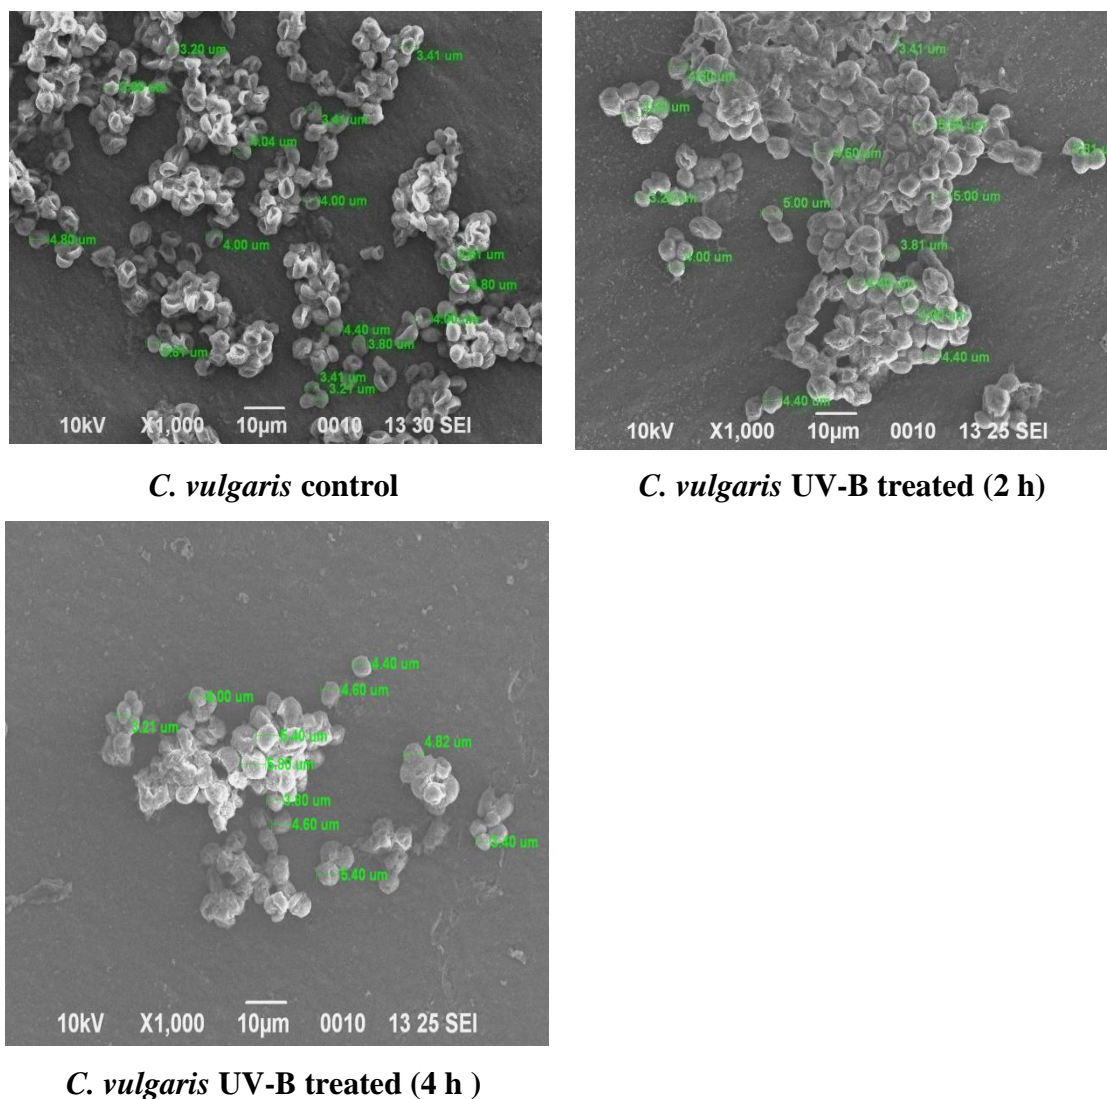 3.20 um
3.41 um
3.41 um
4.00 um
4.80 um
4.00 um
4.80 um
4.40 um
3.80 um
3.41 um
3.21 um
10kV X1,000 10µm 0010 13 30 SEI
C. vulgaris control
3.41 um
5.00 um
5.00 um
3.81 um
4.00 um
4.40 um
4.40 um
10kV X1,000 10µm 0010 13 25 SEI
C. vulgaris UV-B treated (2 h)
4.40 um
4.60 um
3.21 um
4.82 um
4.60 um
5.40 um
10kV X1,000 10µm 0010 13 25 SEI
C. vulgaris UV-B treated (4 h )